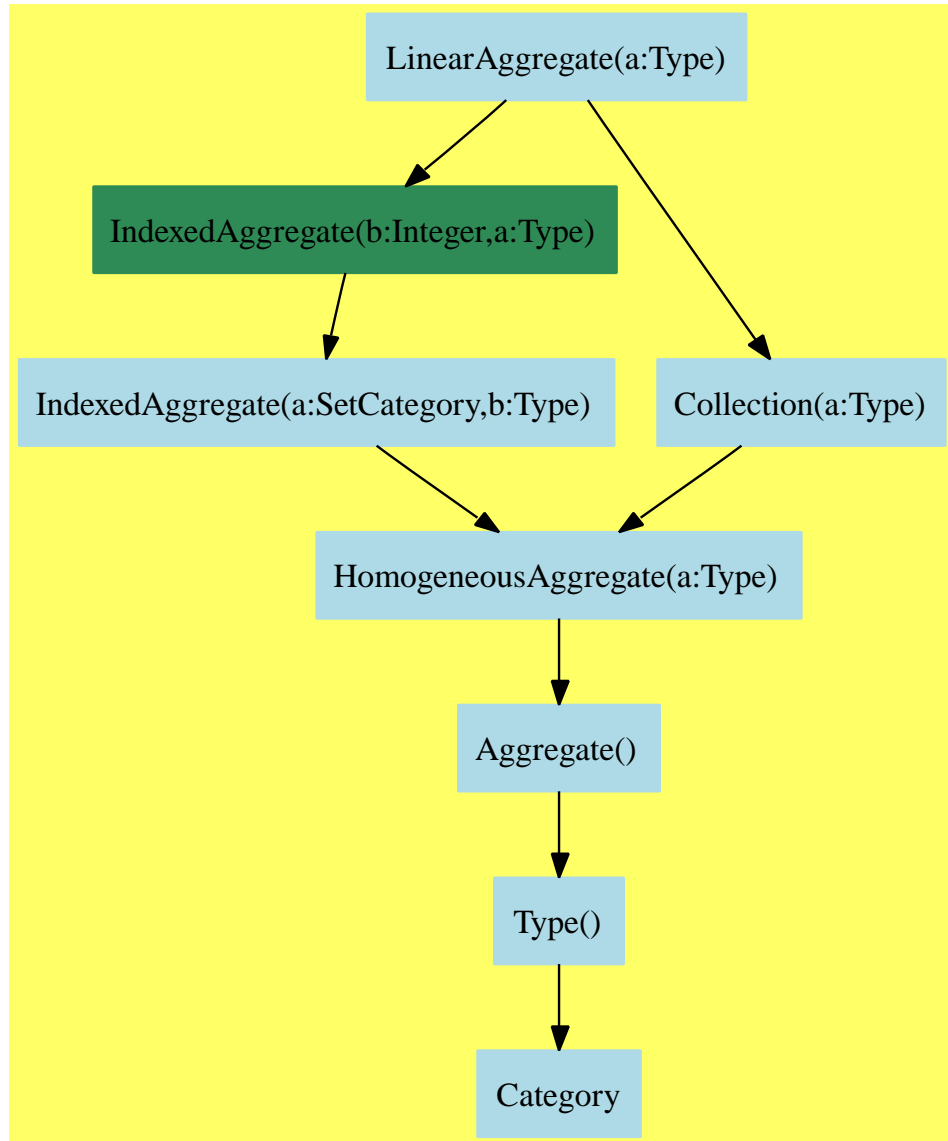 LinearAggregate(a:Type)
IndexedAggregate(b:Integer,a:Type)
IndexedAggregate(a:SetCategory,b:Type)
Collection(a:Type)
HomogeneousAggregate(a:Type)
Aggregate()
Type()
Category